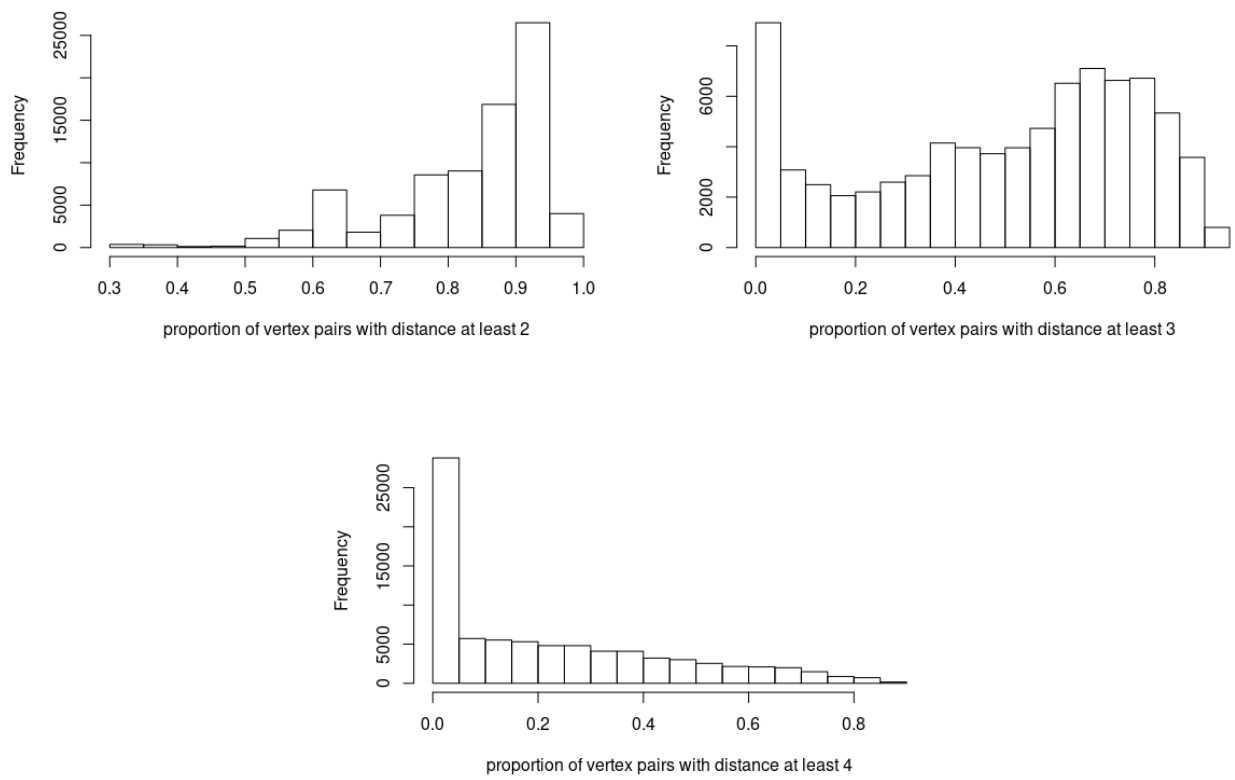 Frequency
25000
15000
5000
0
0.3 0.4 0.5 0.6 0.7 0.8 0.9 1.0
proportion of vertex pairs with distance at least 2
Frequency
6000
2000
0
0.0 0.2 0.4 0.6 0.8
proportion of vertex pairs with distance at least 3
Frequency
25000
15000
5000
0
0.0 0.2 0.4 0.6 0.8
proportion of vertex pairs with distance at least 4